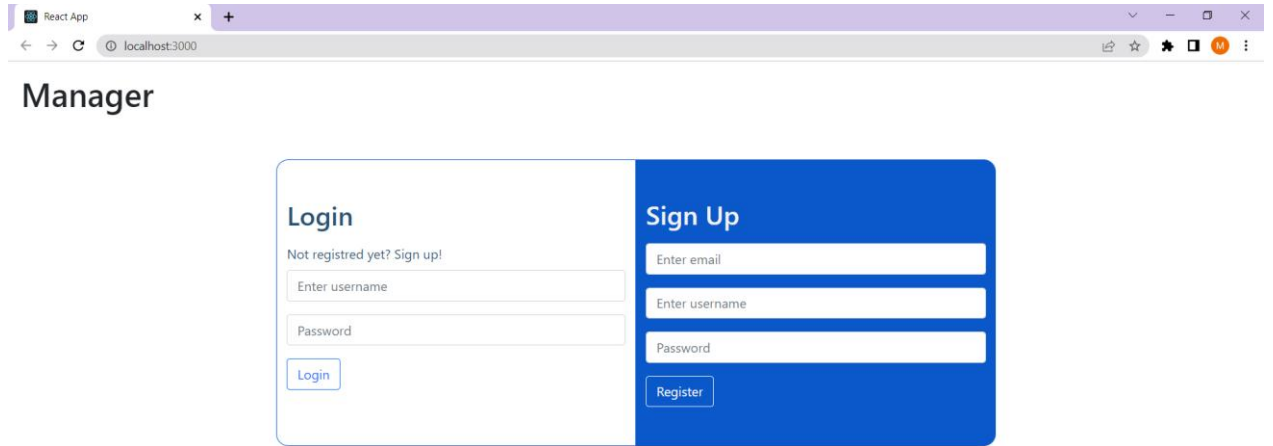 React App
localhost:3000
M
Manager
Login
Not registred yet? Sign up!
Enter username
Password
Login
Sign Up
Enter email
Enter username
Password
Register